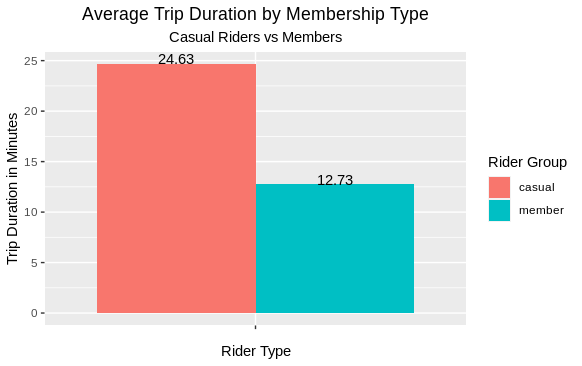 Average Trip Duration by Membership Type
Casual Riders vs Members
Trip Duration in Minutes
25
20
15
10
5
0
24.63
12.73
Rider Type
Rider Group
casual
member